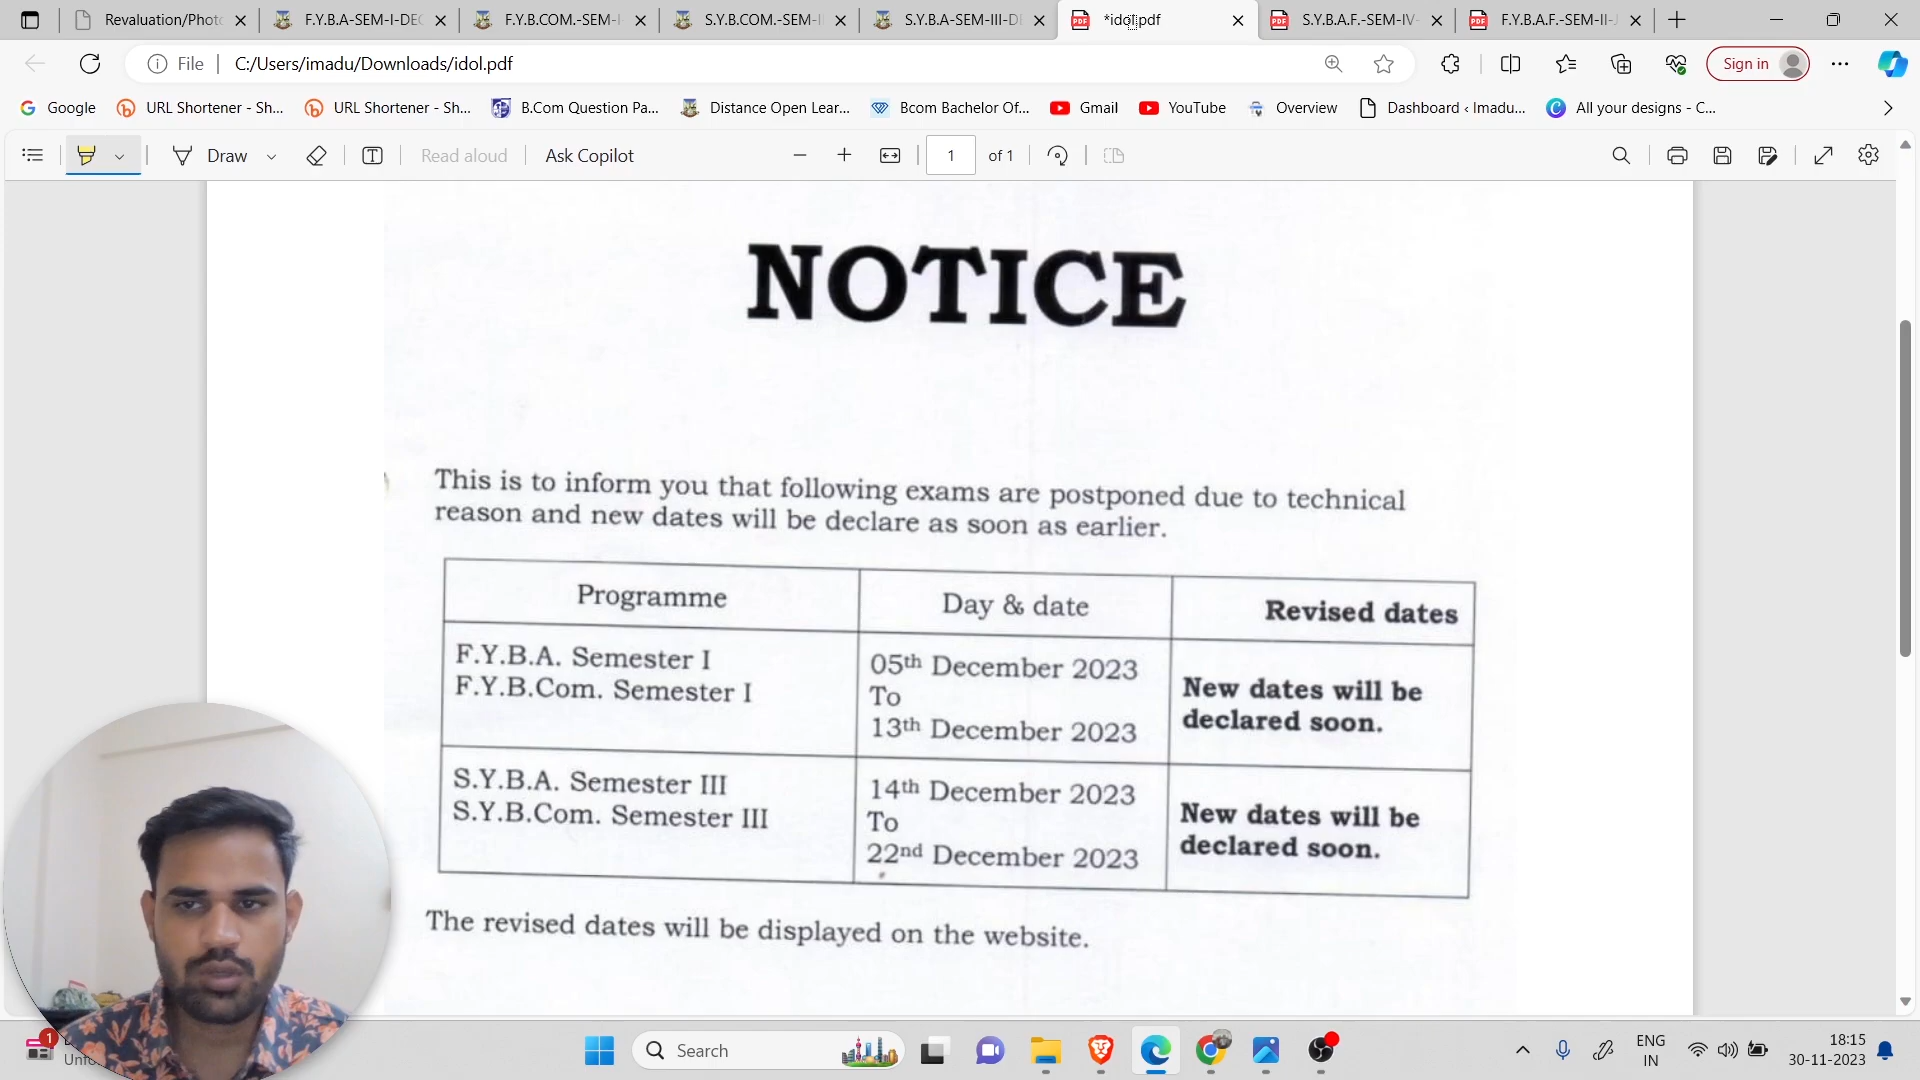 Revaluation/Photo
F.Y.B.A-SEM-I-DEC
F.Y.B.COM.-SEM-I-
S.Y.B.COM.-SEM-II
S.Y.B.A-SEM-III-DE
*idol.pdf
S.Y.B.A.F.-SEM-IV-
F.Y.B.A.F.-SEM-II-J
File
C:/Users/imadu/Downloads/idol.pdf
Sign in
Google
URL Shortener - Sh...
URL Shortener - Sh...
B.Com Question Pa...
Distance Open Lear...
Bcom Bachelor Of...
Gmail
YouTube
Overview
Dashboard ‹ Imadu...
All your designs - C...
Draw
Read aloud
Ask Copilot
1
of 1
NOTICE
This is to inform you that following exams are postponed due to technical
reason and new dates will be declare as soon as earlier.
Programme
Day & date
Revised dates
F.Y.B.A. Semester I
F.Y.B.Com. Semester I
05th December 2023
To
13th December 2023
New dates will be
declared soon.
S.Y.B.A. Semester III
S.Y.B.Com. Semester III
14th December 2023
To
22nd December 2023
New dates will be
declared soon.
The revised dates will be displayed on the website.
1
Search
ENG
IN
18:15
30-11-2023